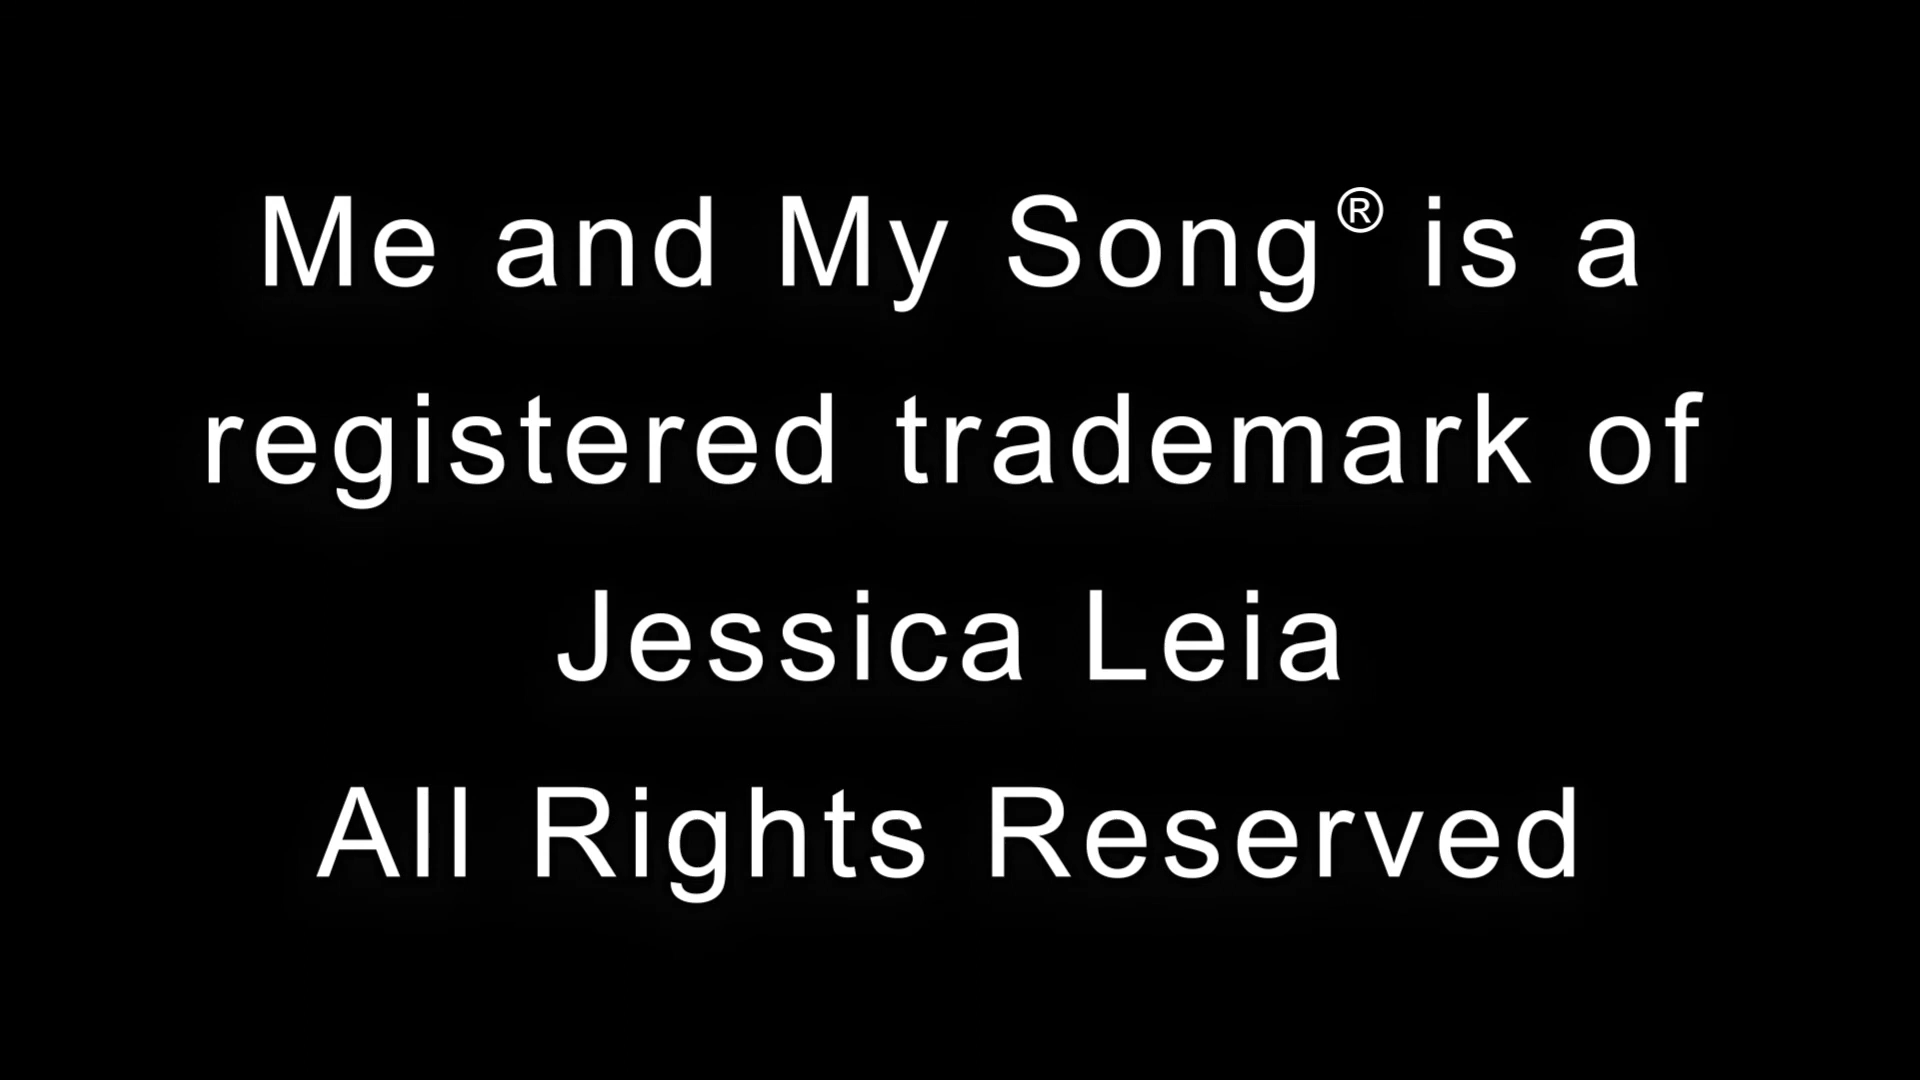 Me and My Song® is a
registered trademark of
Jessica Leia
All Rights Reserved